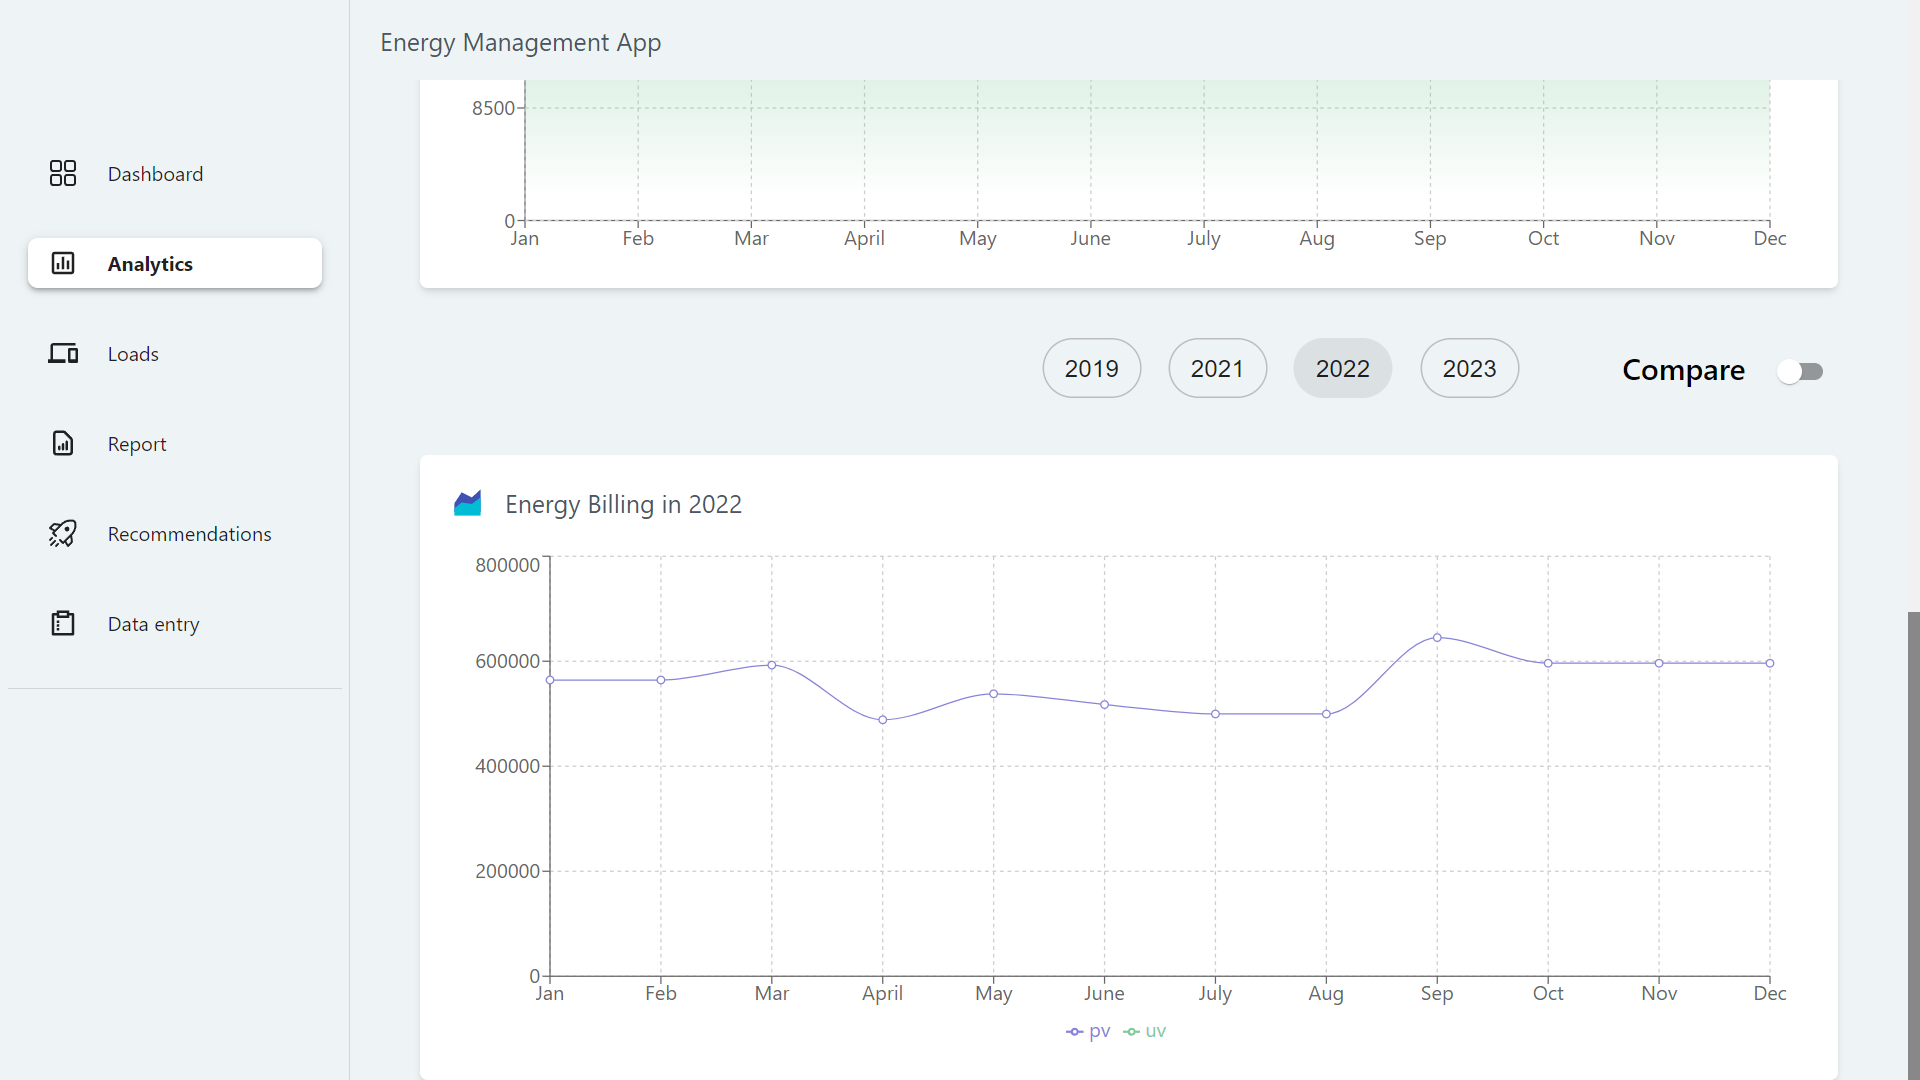 Energy Management App
Dashboard
Analytics
Loads
Report
Recommendations
Data entry
8500
0
Jan Feb Mar April May June July Aug Sep Oct Nov Dec
2019 2021 2022 2023 Compare
Energy Billing in 2022
800000
600000
400000
200000
0
Jan Feb Mar April May June July Aug Sep Oct Nov Dec
pv uv